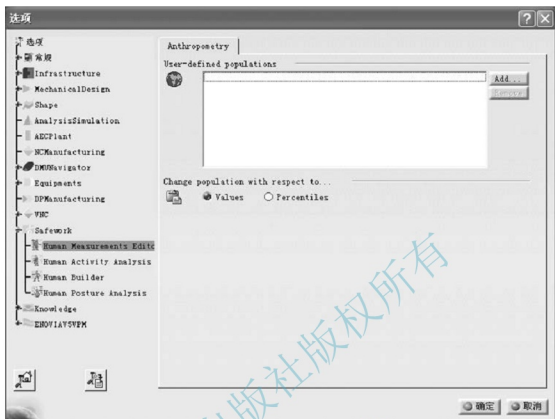 选项
选项
常规
Infrastructure
MechanicalDesign
Shape
AnalysisSimulation
AECPlant
NCManufacturing
DMUNavigator
Equipments
DPManufacturing
VNC
Safework
Human Measurements Edito
Human Activity Analysis
Human Builder
Human Posture Analysis
Knowledge
ENOVIAV5VPM
Anthropometry
User-defined populations
Add...
Remove
Change population with respect to...
Values
Percentiles
社版权所有
确定
取消